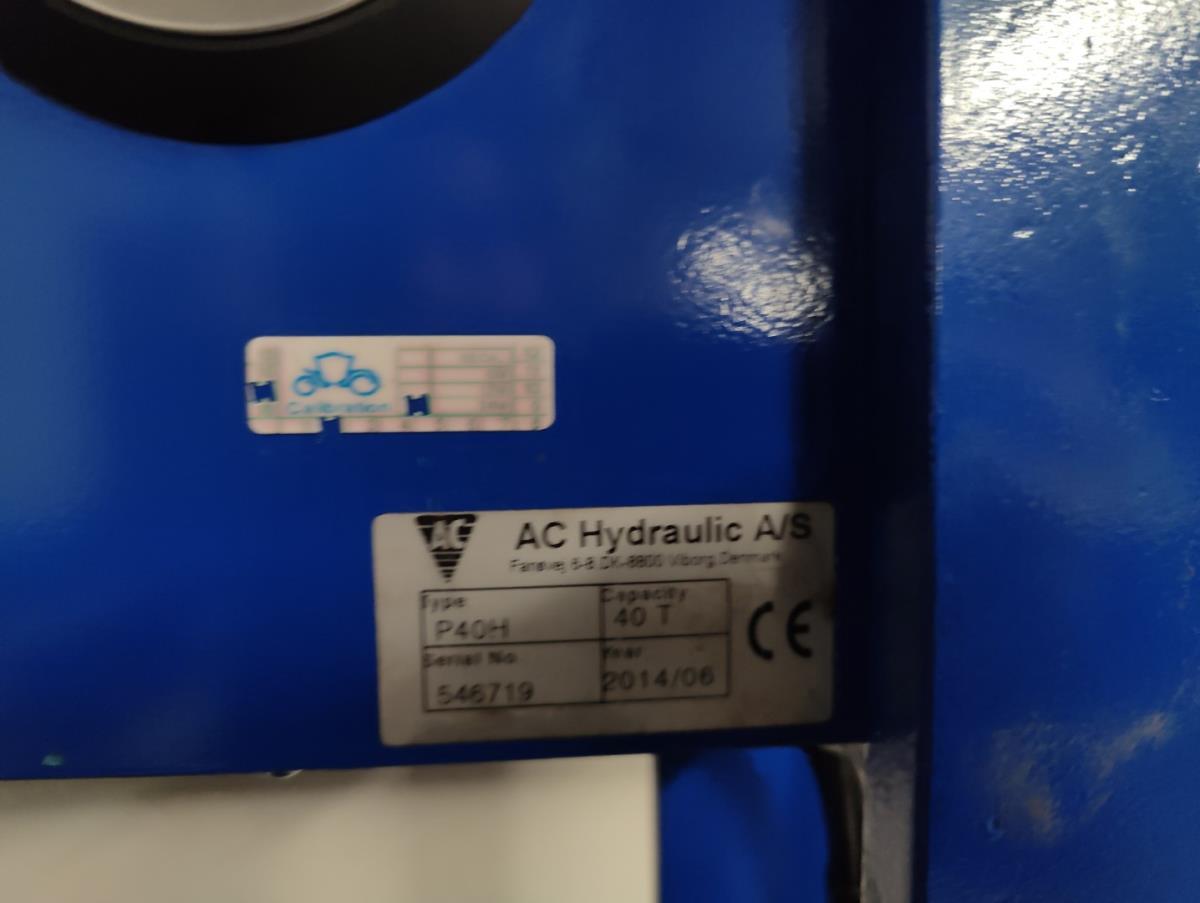 Calibration
AC
AC Hydraulic A/S
Fanøvej 6-8, DK-8800 Viborg, Denmark
Type
Capacity
P40H
40 T
Serial No.
Year
546719
2014/06
CE